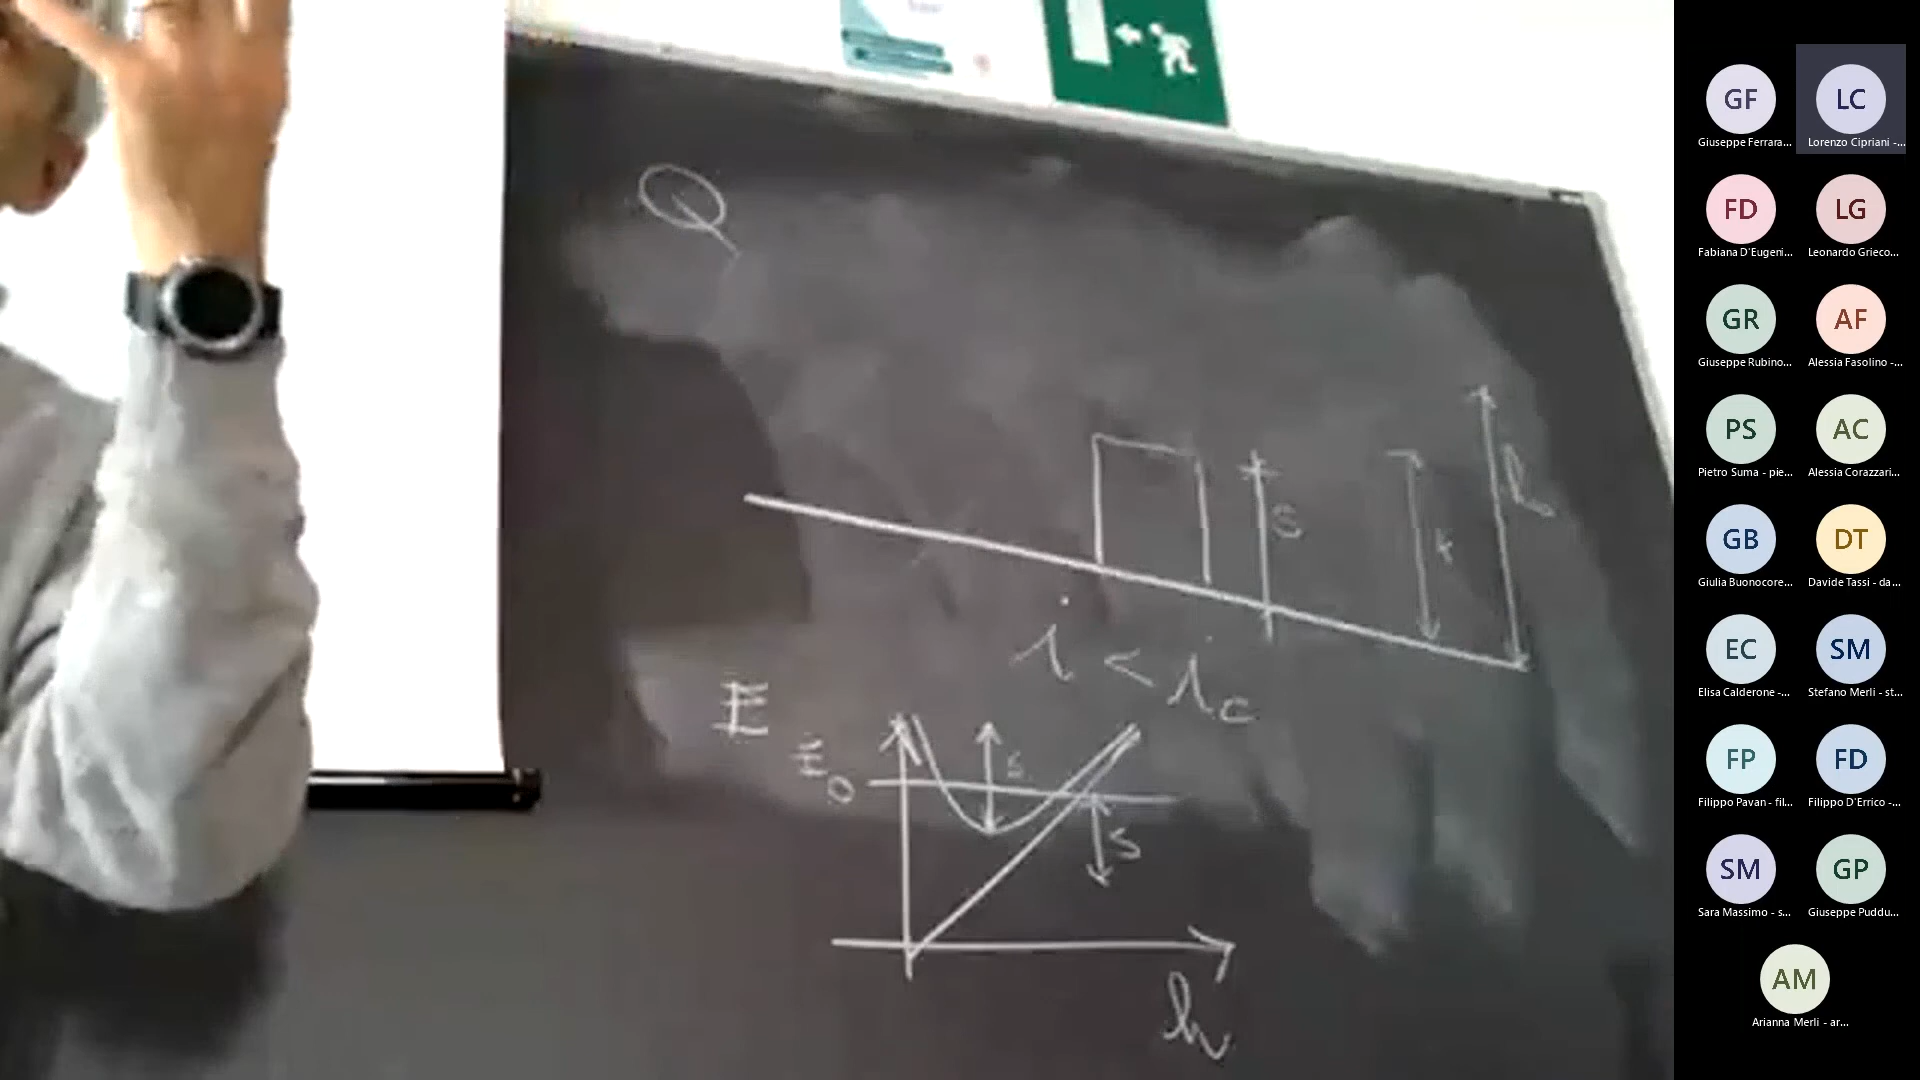 Q
S
k
h
i < i_c
E
E_0
S
S
h
GF
Giuseppe Ferrara...
LC
Lorenzo Cipriani -...
FD
Fabiana D'Eugeni...
LG
Leonardo Grieco...
GR
Giuseppe Rubino...
AF
Alessia Fasolino -...
PS
Pietro Suma - pie...
AC
Alessia Corazzari...
GB
Giulia Buonocore...
DT
Davide Tassi - da...
EC
Elisa Calderone -...
SM
Stefano Merli - st...
FP
Filippo Pavan - fil...
FD
Filippo D'Errico -...
SM
Sara Massimo - s...
GP
Giuseppe Puddu...
AM
Arianna Merli - ar...